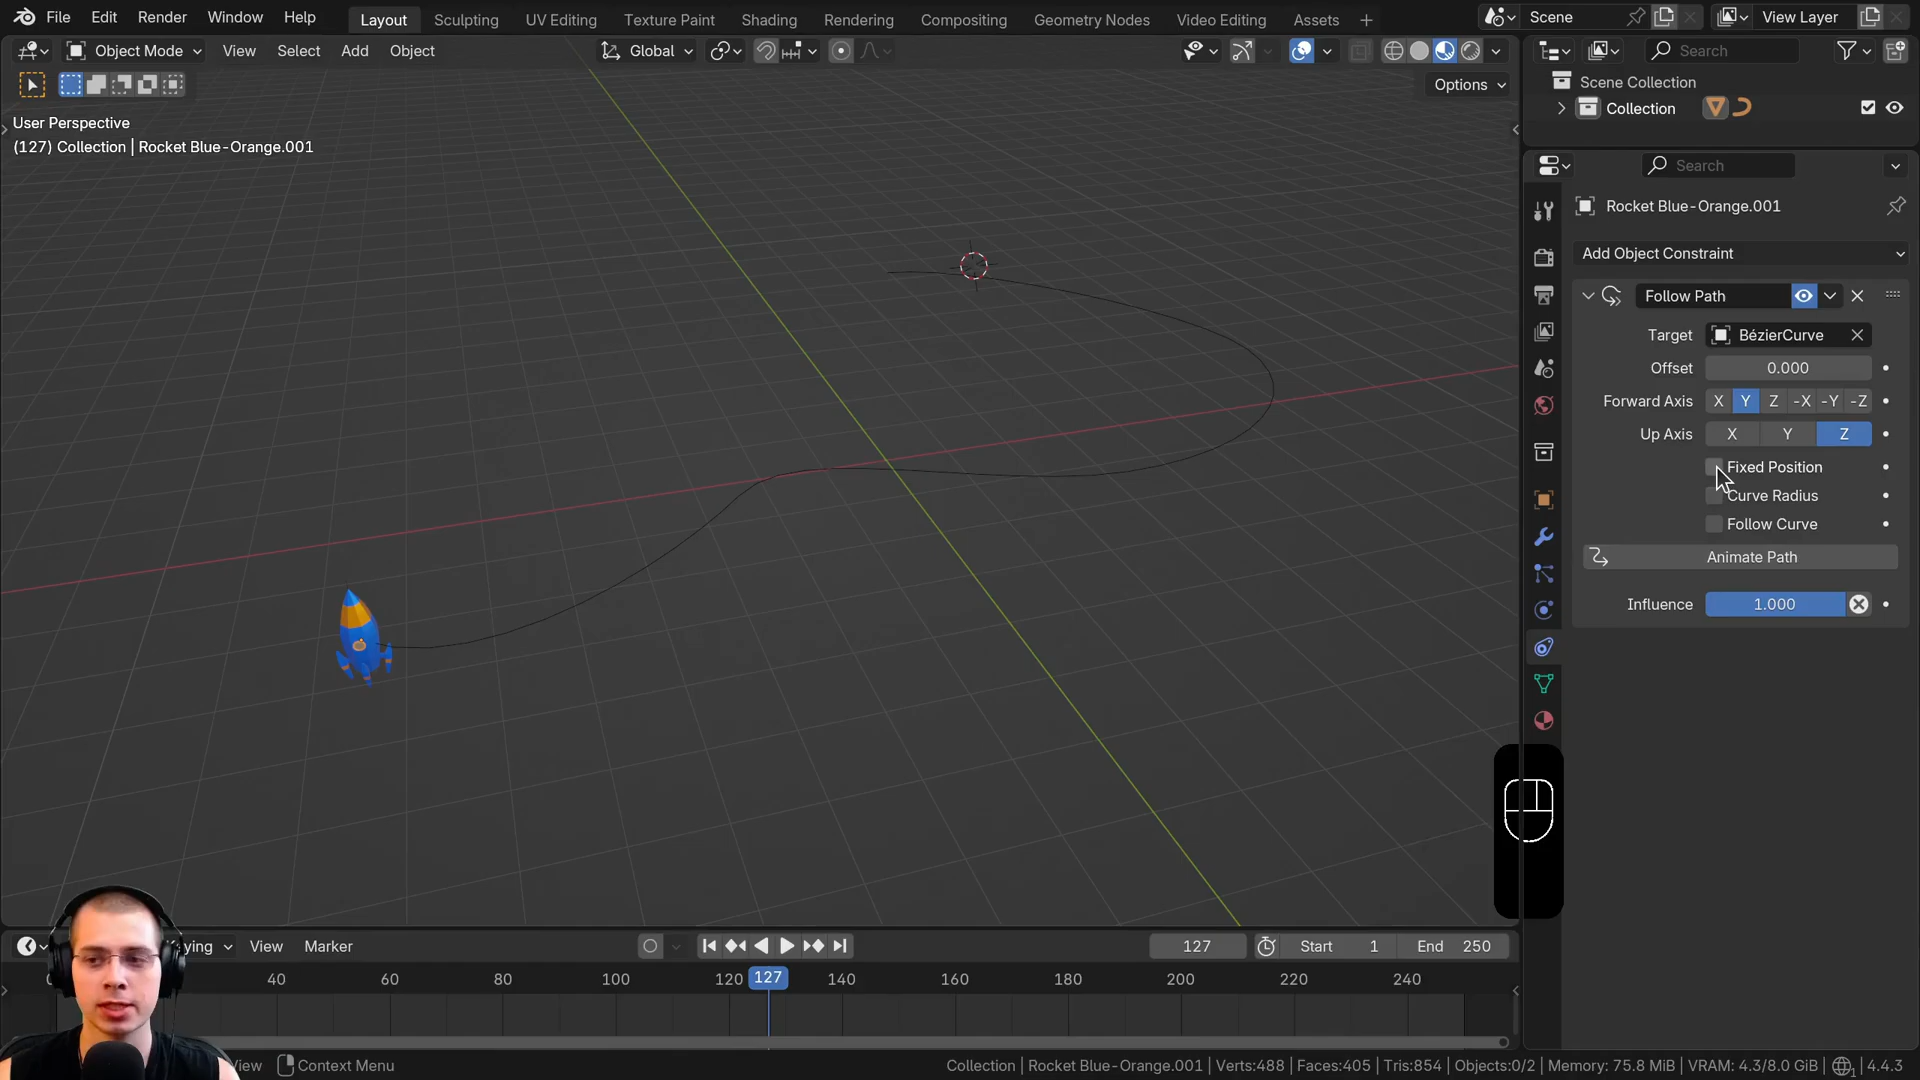 File Edit Render Window Help Layout Sculpting UV Editing Texture Paint Shading Rendering Compositing Geometry Nodes Video Editing Assets + Scene View Layer
Object Mode View Select Add Object Global Search
Options
User Perspective
(127) Collection | Rocket Blue-Orange.001
Scene Collection
Collection
Search
Rocket Blue-Orange.001
Add Object Constraint
Follow Path
Target BézierCurve
Offset 0.000
Forward Axis X Y Z -X -Y -Z
Up Axis X Y Z
Fixed Position
Curve Radius
Follow Curve
Animate Path
Influence 1.000
View Marker 127 Start 1 End 250
40 60 80 100 120 127 140 160 180 200 220 240
Context Menu Collection | Rocket Blue-Orange.001 | Verts:488 | Faces:405 | Tris:854 | Objects:0/2 | Memory: 75.8 MiB | VRAM: 4.3/8.0 GiB | 4.4.3